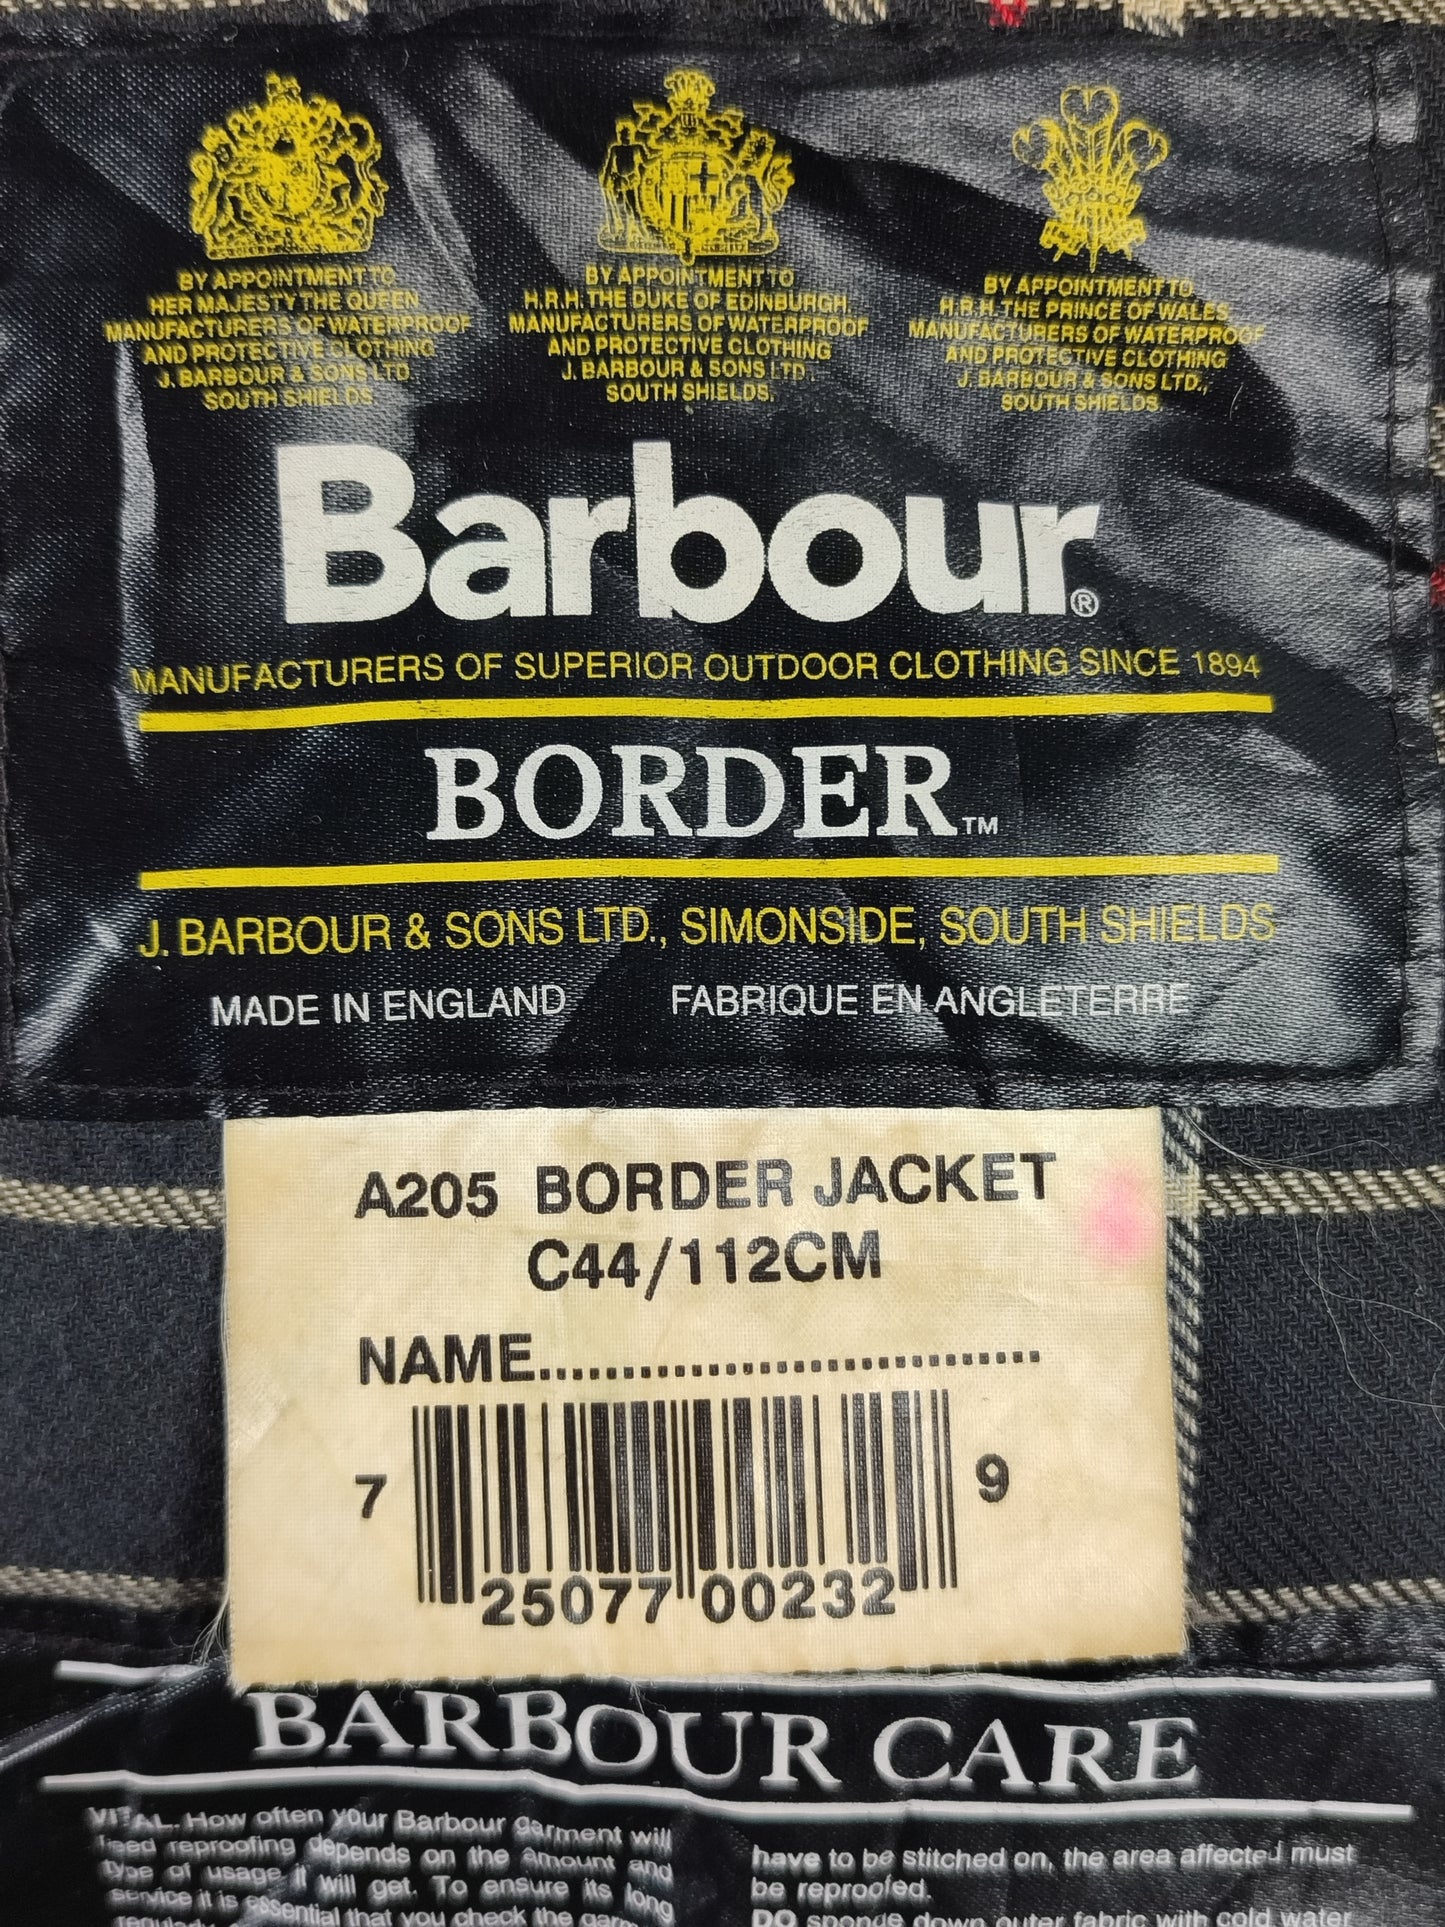 BY APPOINTMENT TO
HER MAJESTY THE QUEEN
MANUFACTURERS OF WATERPROOF
AND PROTECTIVE CLOTHING
J. BARBOUR & SONS LTD.
SOUTH SHIELDS
BY APPOINTMENT TO
H.R.H. THE DUKE OF EDINBURGH
MANUFACTURERS OF WATERPROOF
AND PROTECTIVE CLOTHING
J. BARBOUR & SONS LTD.
SOUTH SHIELDS.
BY APPOINTMENT TO
H.R.H. THE PRINCE OF WALES
MANUFACTURERS OF WATERPROOF
AND PROTECTIVE CLOTHING
J. BARBOUR & SONS LTD.,
SOUTH SHIELDS.
Barbour®
MANUFACTURERS OF SUPERIOR OUTDOOR CLOTHING SINCE 1894
BORDER™
J. BARBOUR & SONS LTD., SIMONSIDE, SOUTH SHIELDS
MADE IN ENGLAND FABRIQUE EN ANGLETERRE
A205 BORDER JACKET
C44/112CM
NAME...............................
7 25077 00232 9
BARBOUR CARE
VITAL. How often your Barbour garment will
need reproofing depends on the amount and
type of usage it will get. To ensure its long
service it is essential that you check the
regularly
have to be stitched on, the area affected must
be reproofed.
DO sponge down outer fabric with cold water